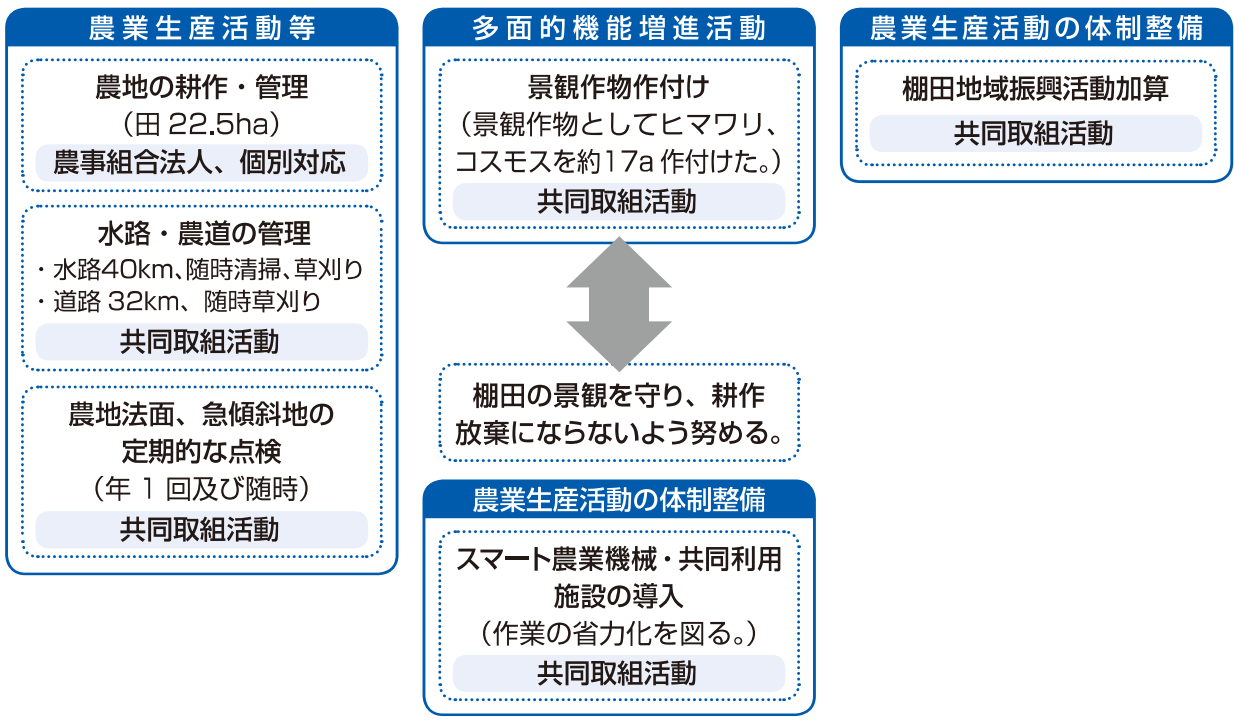 農業生産活動等
農地の耕作・管理
（田 22.5ha）
農事組合法人、個別対応
水路・農道の管理
・水路40km、随時清掃、草刈り
・道路 32km、随時草刈り
共同取組活動
農地法面、急傾斜地の
定期的な点検
（年 1 回及び随時）
共同取組活動
多面的機能増進活動
景観作物作付け
（景観作物としてヒマワリ、
コスモスを約17a 作付けた。）
共同取組活動
棚田の景観を守り、耕作
放棄にならないよう努める。
農業生産活動の体制整備
スマート農業機械・共同利用
施設の導入
（作業の省力化を図る。）
共同取組活動
農業生産活動の体制整備
棚田地域振興活動加算
共同取組活動